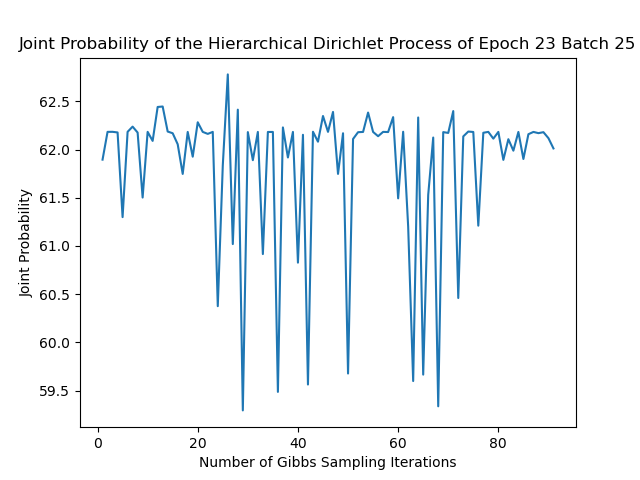 Joint Probability of the Hierarchical Dirichlet Process of Epoch 23 Batch 25
62.5
62.0
61.5
61.0
60.5
60.0
59.5
Joint Probability
0 20 40 60 80
Number of Gibbs Sampling Iterations